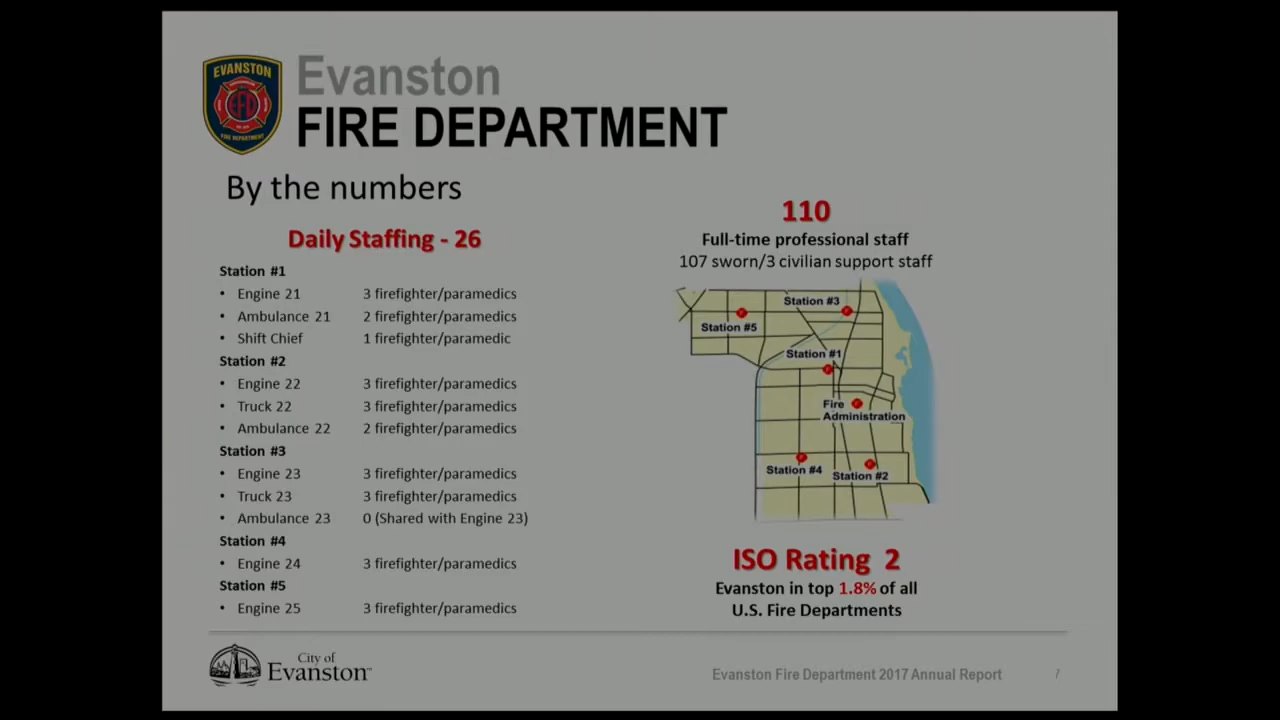 EVANSTON
EFD
FIRE DEPARTMENT
Evanston
FIRE DEPARTMENT
By the numbers
Daily Staffing - 26
Station #1
• Engine 21 3 firefighter/paramedics
• Ambulance 21 2 firefighter/paramedics
• Shift Chief 1 firefighter/paramedic
Station #2
• Engine 22 3 firefighter/paramedics
• Truck 22 3 firefighter/paramedics
• Ambulance 22 2 firefighter/paramedics
Station #3
• Engine 23 3 firefighter/paramedics
• Truck 23 3 firefighter/paramedics
• Ambulance 23 0 (Shared with Engine 23)
Station #4
• Engine 24 3 firefighter/paramedics
Station #5
• Engine 25 3 firefighter/paramedics
110
Full-time professional staff
107 sworn/3 civilian support staff
Station #3
Station #5
Station #1
Fire
Administration
Station #4
Station #2
ISO Rating 2
Evanston in top 1.8% of all
U.S. Fire Departments
City of
Evanston™
Evanston Fire Department 2017 Annual Report 7